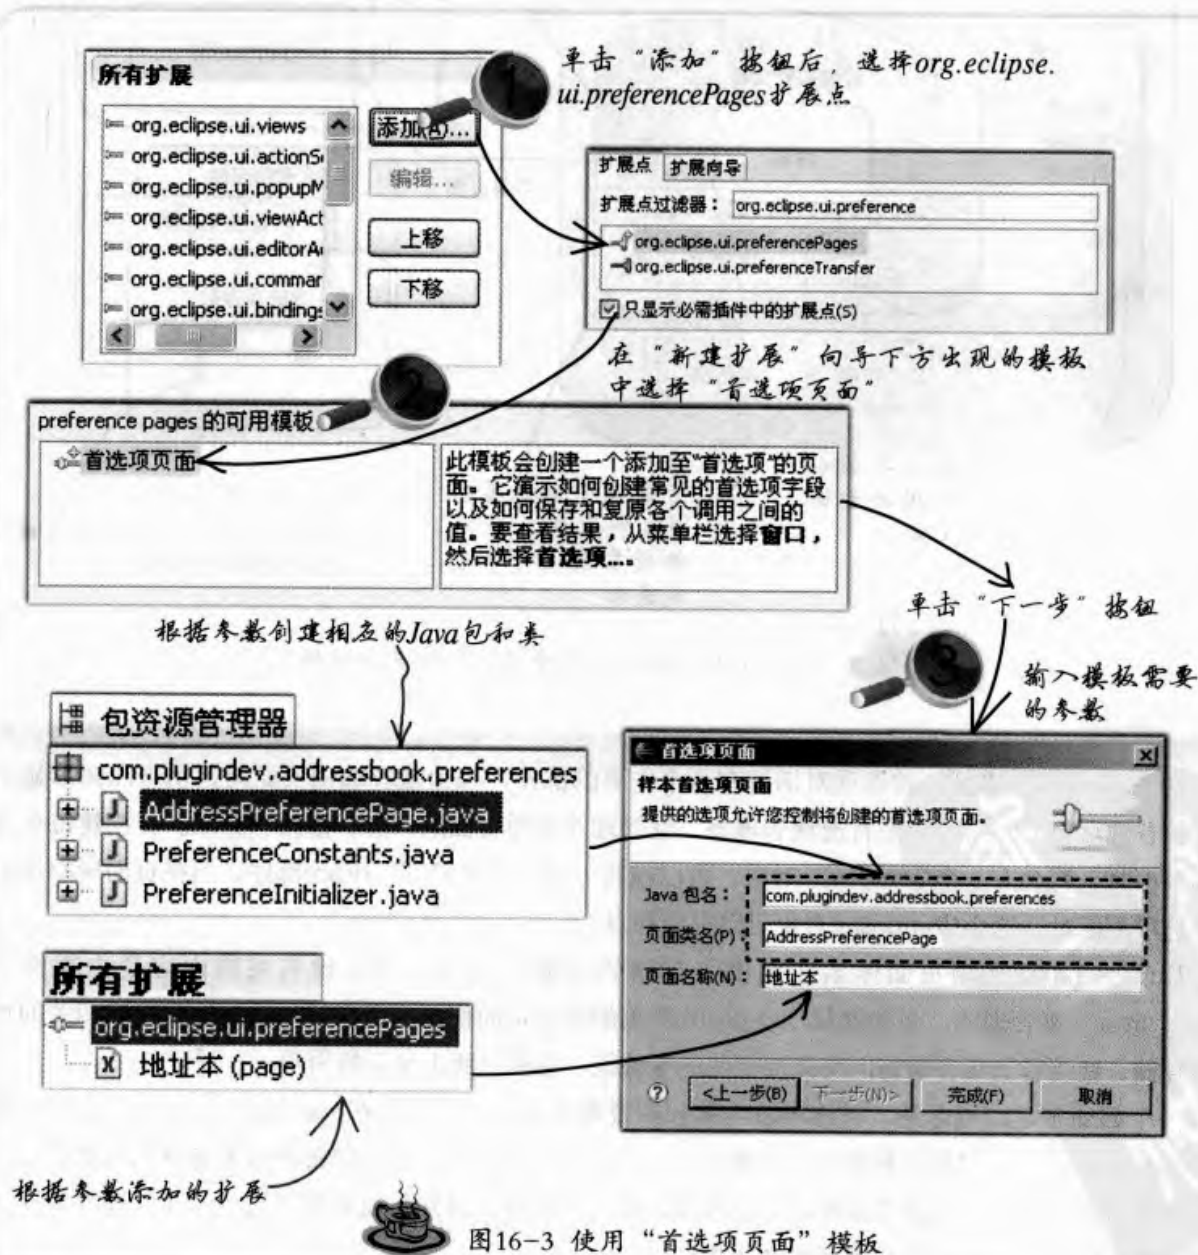 单击“添加”按钮后,选择org.eclipse.
ui.preferencePages扩展点
1
所有扩展
org.eclipse.ui.views
org.eclipse.ui.actionS
org.eclipse.ui.popupM
org.eclipse.ui.viewAct
org.eclipse.ui.editorA
org.eclipse.ui.commar
org.eclipse.ui.binding
添加(A)...
编辑...
上移
下移
扩展点 扩展向导
扩展点过滤器: org.eclipse.ui.preference
org.eclipse.ui.preferencePages
org.eclipse.ui.preferenceTransfer
只显示必需插件中的扩展点(S)
在“新建扩展”向导下方出现的模板
中选择“首选项页面”
2
preference pages 的可用模板
首选项页面
此模板会创建一个添加至“首选项”的页
面。它演示如何创建常见的首选项字段
以及如何保存和复原各个调用之间的
值。要查看结果,从菜单栏选择窗口,
然后选择首选项...。
单击“下一步”按钮
3
输入模板需要
的参数
根据参数创建相应的Java包和类
包资源管理器
com.plugindev.addressbook.preferences
AddressPreferencePage.java
PreferenceConstants.java
PreferenceInitializer.java
首选项页面
样本首选项页面
提供的选项允许您控制将创建的首选项页面。
Java 包名: com.plugindev.addressbook.preferences
页面类名(P): AddressPreferencePage
页面名称(N): 地址本
<上一步(B) 下一步(N)> 完成(F) 取消
所有扩展
org.eclipse.ui.preferencePages
地址本 (page)
根据参数添加的扩展
图16-3 使用“首选项页面”模板